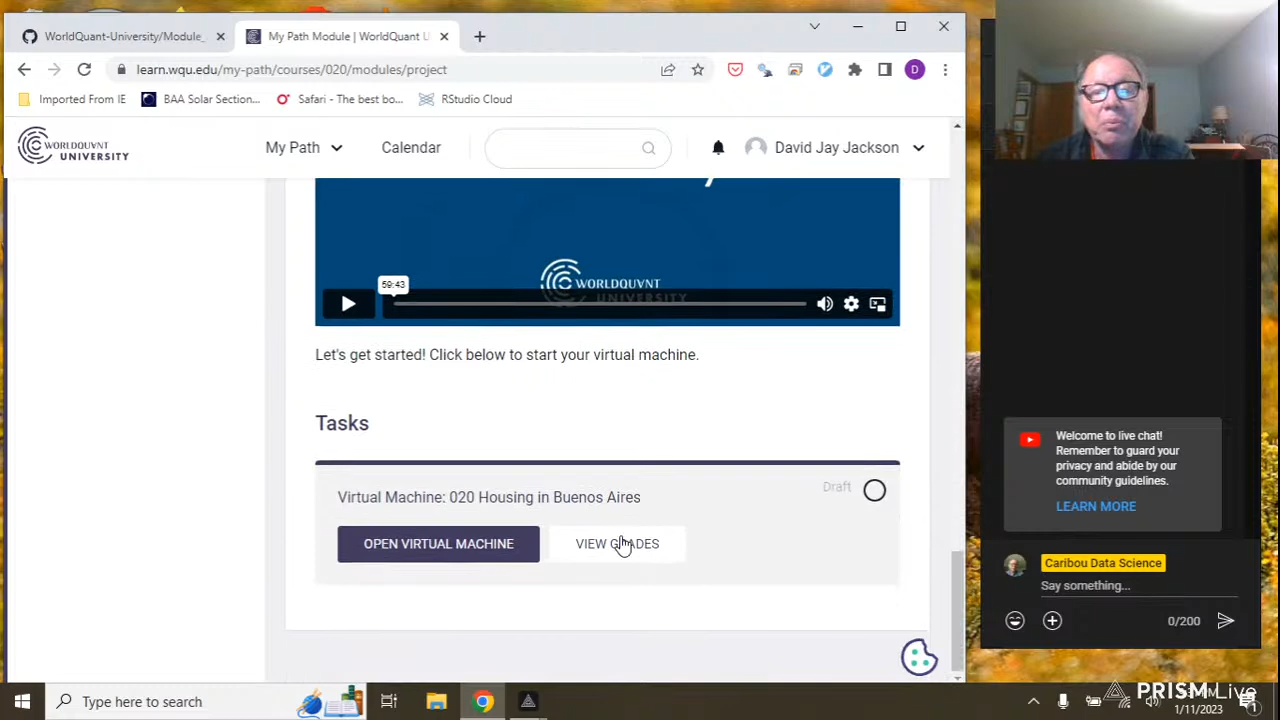 WorldQuant-University/Module_
My Path Module | WorldQuant U
learn.wqu.edu/my-path/courses/020/modules/project
D
Imported From IE
BAA Solar Section...
Safari - The best bo...
RStudio Cloud
WORLDQUVNT
UNIVERSITY
My Path
Calendar
David Jay Jackson
59:43
WORLDQUVNT
UNIVERSITY
Let's get started! Click below to start your virtual machine.
Tasks
Virtual Machine: 020 Housing in Buenos Aires
Draft
OPEN VIRTUAL MACHINE
VIEW GRADES
Welcome to live chat!
Remember to guard your
privacy and abide by our
community guidelines.
LEARN MORE
Caribou Data Science
Say something...
0/200
Type here to search
PRISM Live
1/11/2023
1